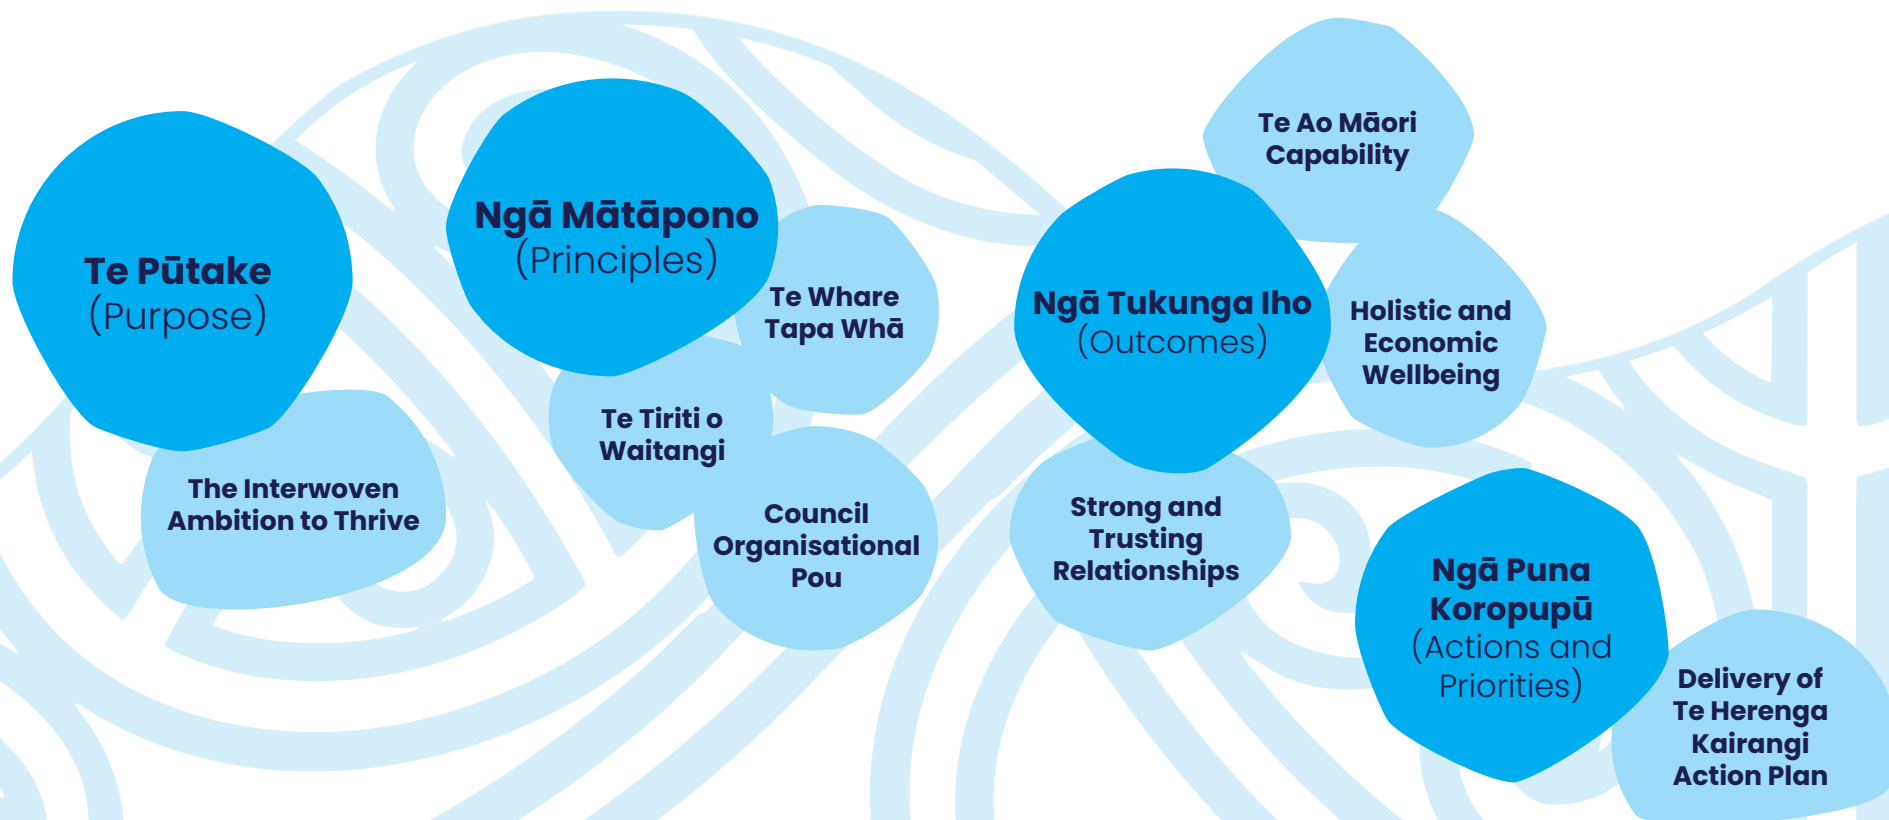 Te Pūtake
(Purpose)
The Interwoven
Ambition to Thrive
Ngā Mātāpono
(Principles)
Te Whare
Tapa Whā
Te Tiriti o
Waitangi
Council
Organisational
Pou
Ngā Tukunga Iho
(Outcomes)
Te Ao Māori
Capability
Holistic and
Economic
Wellbeing
Strong and
Trusting
Relationships
Ngā Puna
Koropupū
(Actions and
Priorities)
Delivery of
Te Herenga
Kairangi
Action Plan